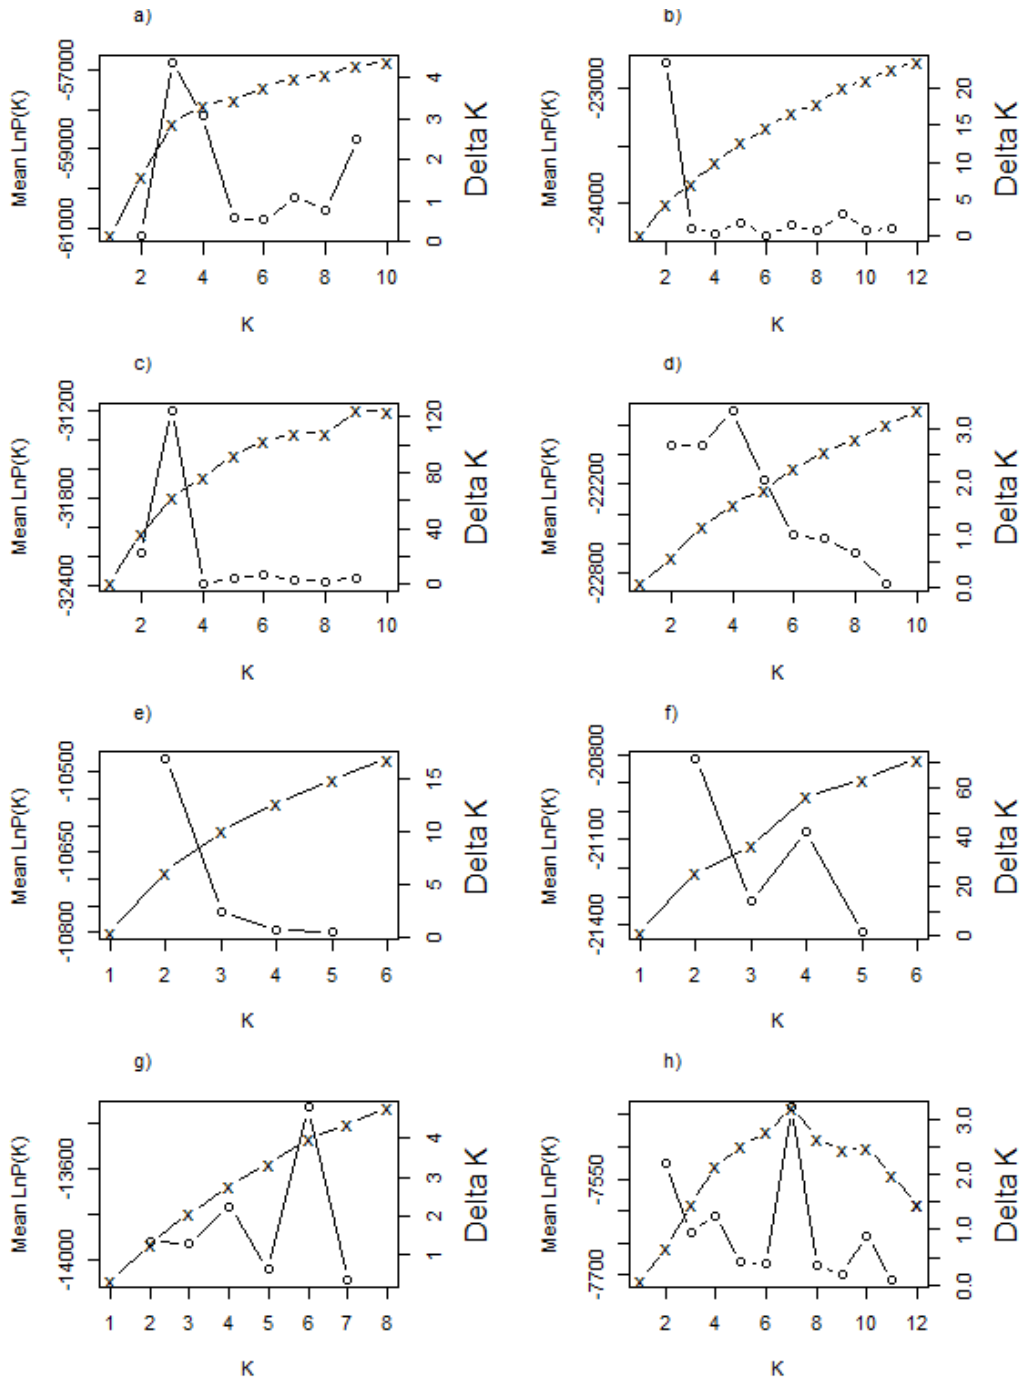 a)
Mean LnP(K)
-57000
-59000
-61000
4
3
2
1
0
Delta K
2 4 6 8 10
K
b)
Mean LnP(K)
-23000
-24000
20
15
10
5
0
Delta K
2 4 6 8 10 12
K
c)
Mean LnP(K)
-31200
-31800
-32400
120
80
40
0
Delta K
2 4 6 8 10
K
d)
Mean LnP(K)
-22200
-22800
3.0
2.0
1.0
0.0
Delta K
2 4 6 8 10
K
e)
Mean LnP(K)
-10500
-10650
-10800
15
10
5
0
Delta K
1 2 3 4 5 6
K
f)
Mean LnP(K)
-20800
-21100
-21400
60
40
20
0
Delta K
1 2 3 4 5 6
K
g)
Mean LnP(K)
-13600
-14000
4
3
2
1
Delta K
1 2 3 4 5 6 7 8
K
h)
Mean LnP(K)
-7550
-7700
3.0
2.0
1.0
0.0
Delta K
2 4 6 8 10 12
K